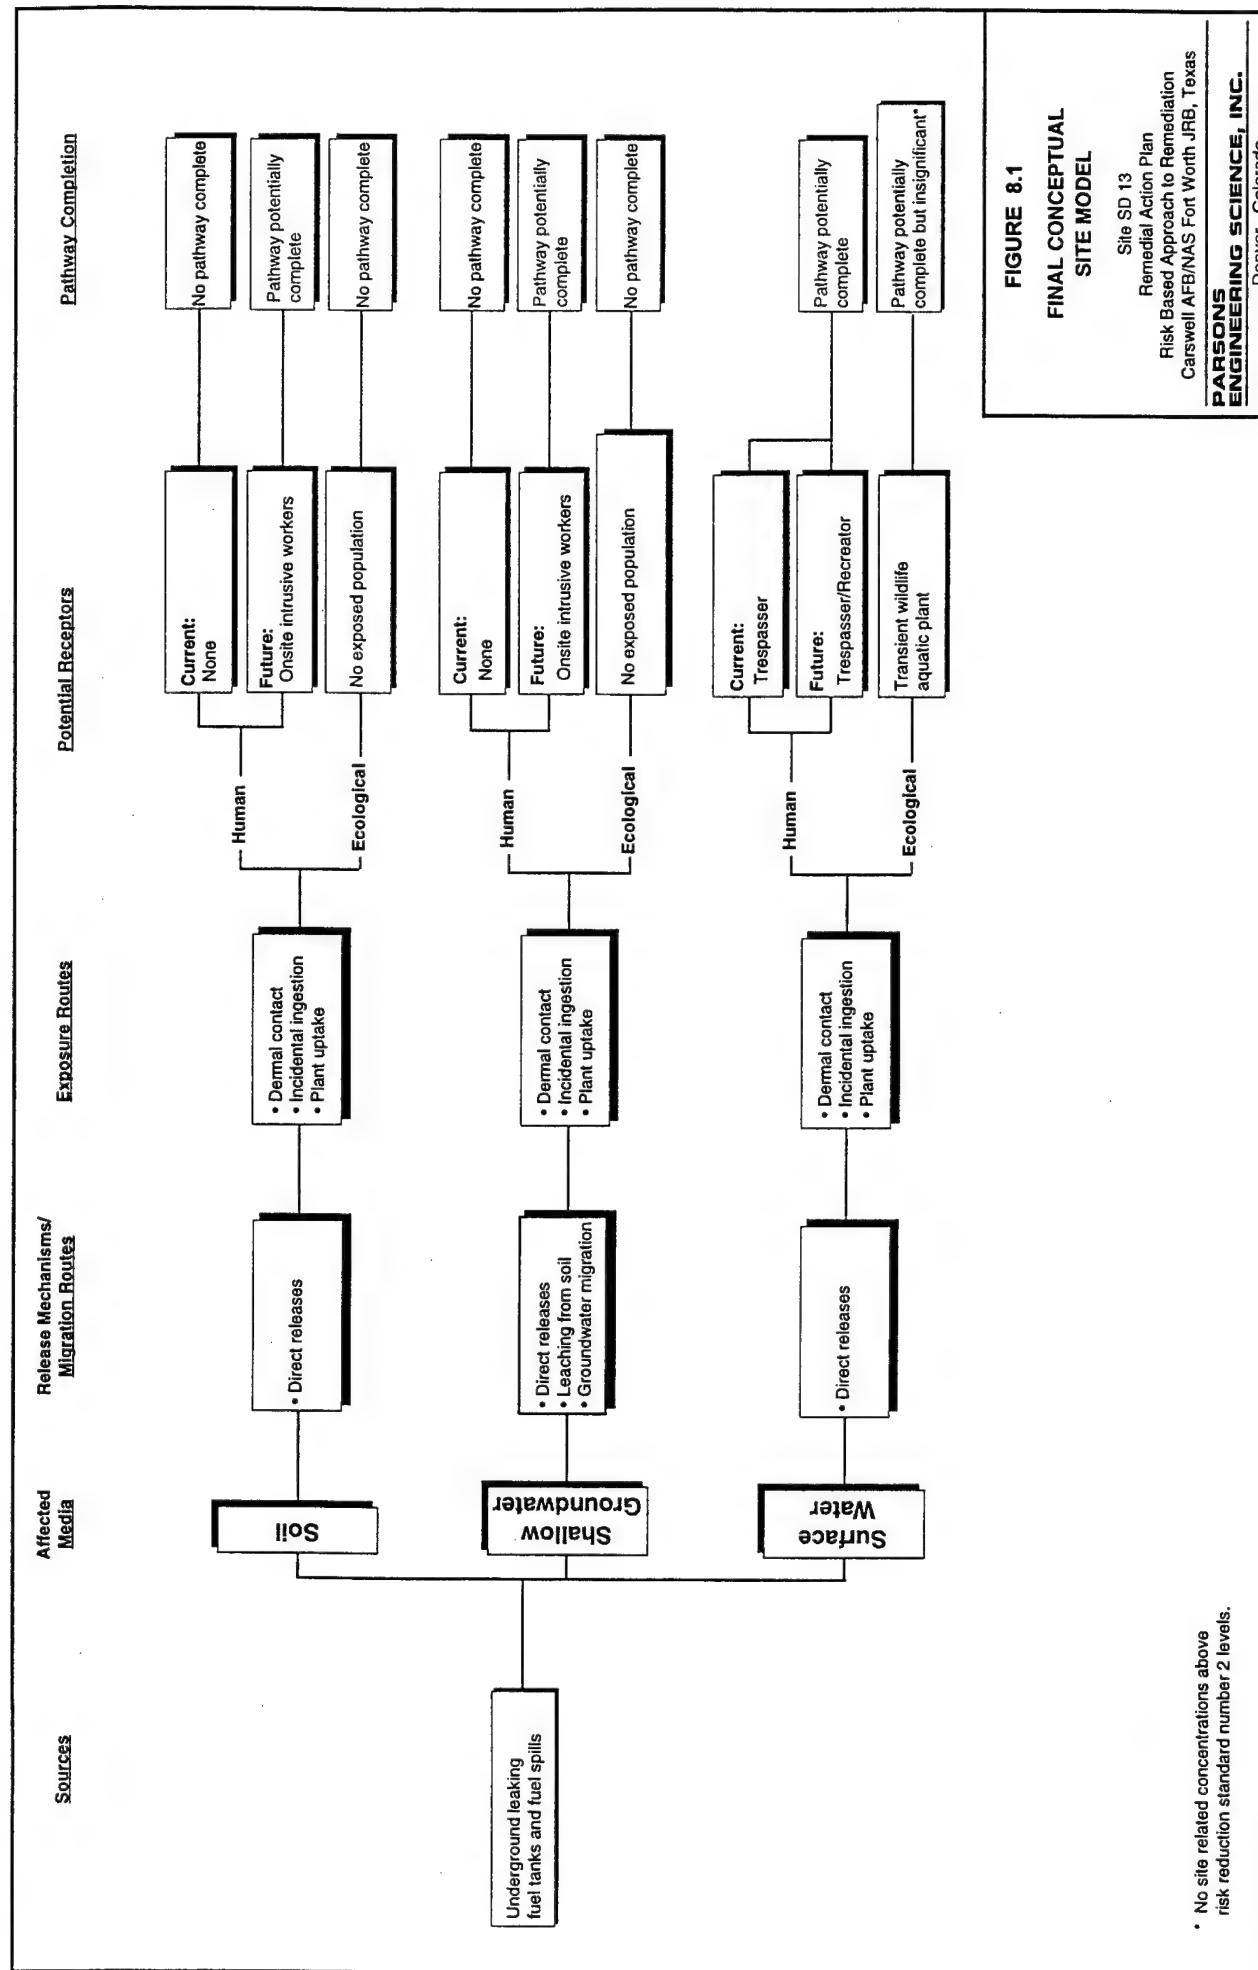 Sources
Affected
Media
Release Mechanisms/
Migration Routes
Exposure Routes
Potential Receptors
Pathway Completion
Underground leaking
fuel tanks and fuel spills
Soil
• Direct releases
• Dermal contact
• Incidental ingestion
• Plant uptake
Human
Ecological
Current:
None
Future:
Onsite intrusive workers
No exposed population
No pathway complete
Pathway potentially
complete
No pathway complete
Shallow
Groundwater
• Direct releases
• Leaching from soil
• Groundwater migration
• Dermal contact
• Incidental ingestion
• Plant uptake
Human
Ecological
Current:
None
Future:
Onsite intrusive workers
No exposed population
No pathway complete
Pathway potentially
complete
No pathway complete
Surface
Water
• Direct releases
• Dermal contact
• Incidental ingestion
• Plant uptake
Human
Ecological
Current:
Trespasser
Future:
Trespasser/Recreator
Transient wildlife
aquatic plant
Pathway potentially
complete
Pathway potentially
complete but insignificant*
* No site related concentrations above
risk reduction standard number 2 levels.
FIGURE 8.1
FINAL CONCEPTUAL
SITE MODEL
Site SD 13
Remedial Action Plan
Risk Based Approach to Remediation
Carswell AFB/NAS Fort Worth JRB, Texas
PARSONS
ENGINEERING SCIENCE, INC.
Denver, Colorado